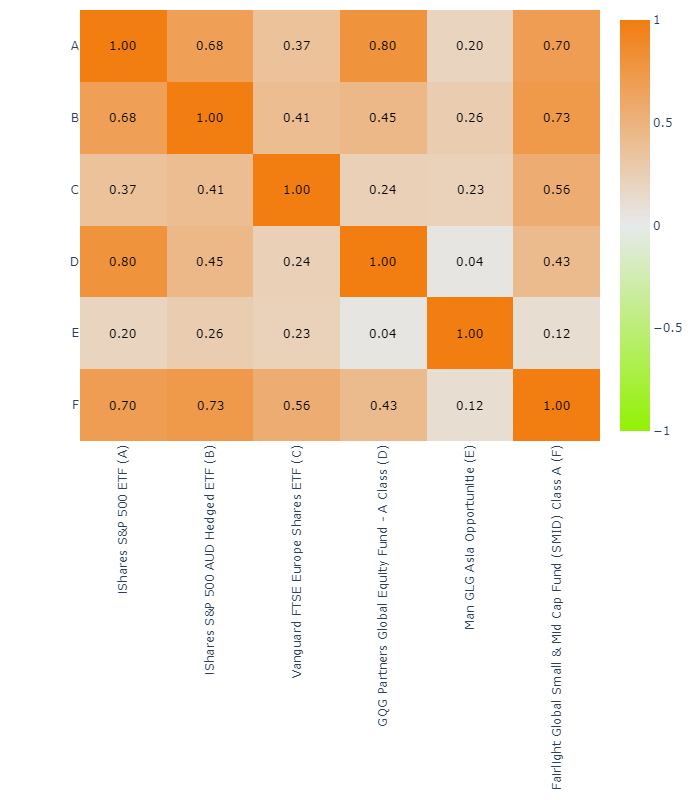 A 1.00 0.68 0.37 0.80 0.20 0.70
B 0.68 1.00 0.41 0.45 0.26 0.73
C 0.37 0.41 1.00 0.24 0.23 0.56
D 0.80 0.45 0.24 1.00 0.04 0.43
E 0.20 0.26 0.23 0.04 1.00 0.12
F 0.70 0.73 0.56 0.43 0.12 1.00
IShares S&P 500 ETF (A)
IShares S&P 500 AUD Hedged ETF (B)
Vanguard FTSE Europe Shares ETF (C)
GQG Partners Global Equity Fund - A Class (D)
Man GLG Asia Opportunitie (E)
Fairlight Global Small & Mid Cap Fund (SMID) Class A (F)
1
0.5
0
−0.5
−1